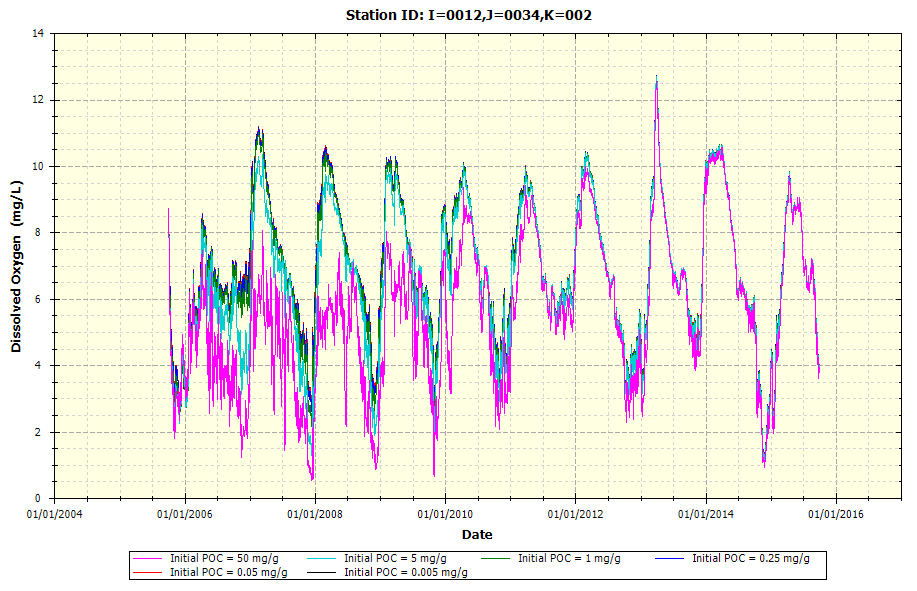 Station ID: I=0012,J=0034,K=002
14
12
10
8
6
4
2
0
Dissolved Oxygen (mg/L)
01/01/2004 01/01/2006 01/01/2008 01/01/2010 01/01/2012 01/01/2014 01/01/2016
Date
Initial POC = 50 mg/g Initial POC = 5 mg/g Initial POC = 1 mg/g Initial POC = 0.25 mg/g
Initial POC = 0.05 mg/g Initial POC = 0.005 mg/g